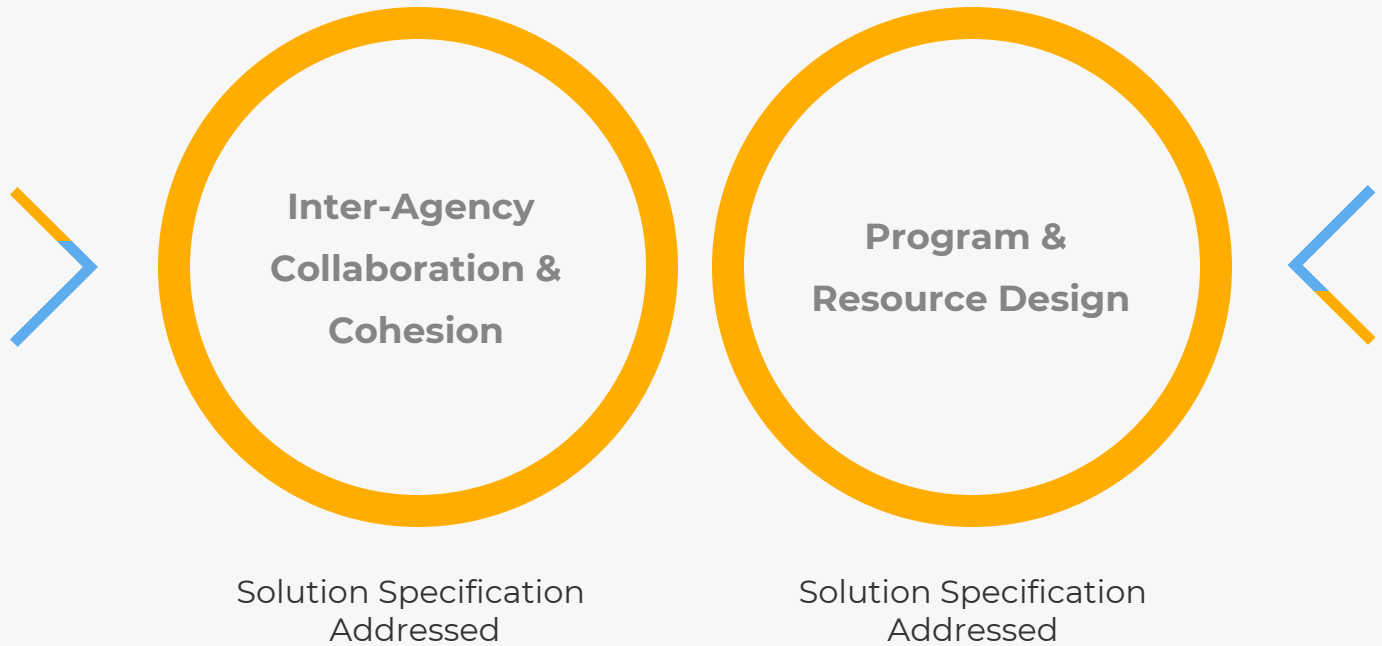 Inter-Agency
Collaboration &
Cohesion
Program &
Resource Design
Solution Specification
Addressed
Solution Specification
Addressed